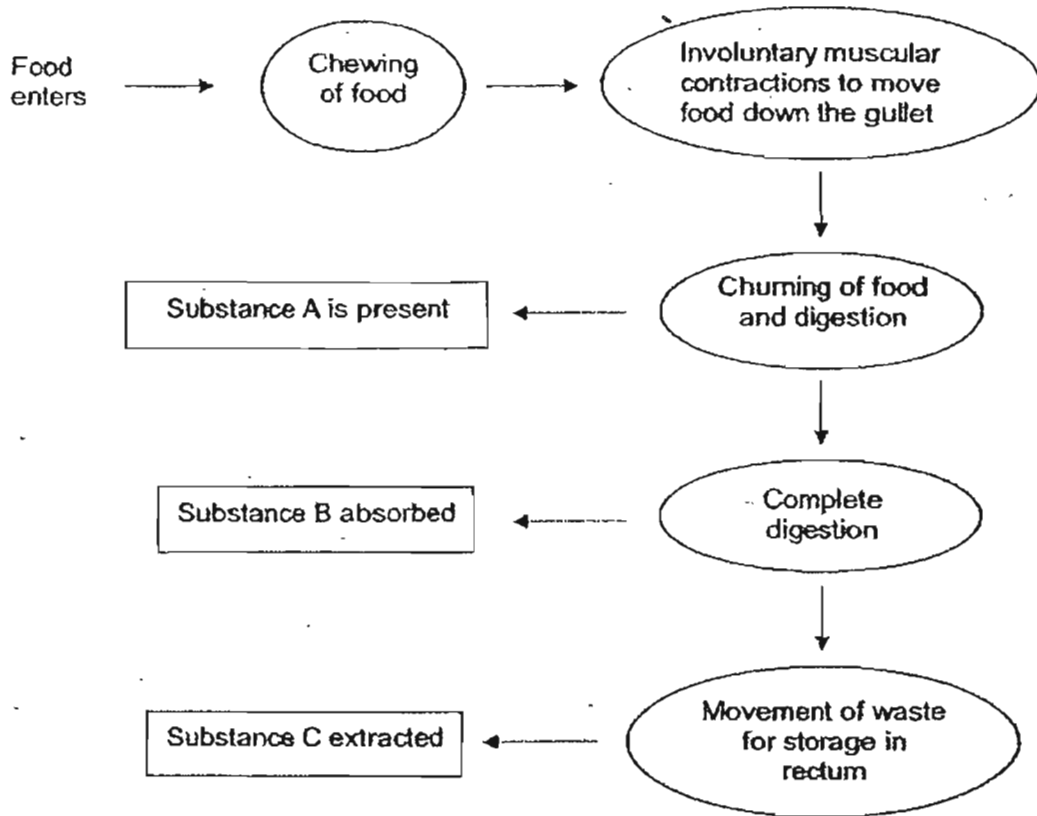 Food
enters
Chewing
of food
Involuntary muscular
contractions to move
food down the gullet
Substance A is present
Churning of food
and digestion
Substance B absorbed
Complete
digestion
Substance C extracted
Movement of waste
for storage in
rectum